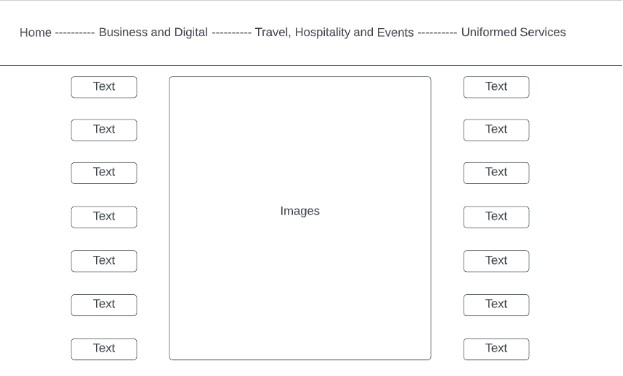 Home ---------- Business and Digital ---------- Travel, Hospitality and Events ---------- Uniformed Services
Text
Text
Text
Text
Text
Text
Text
Images
Text
Text
Text
Text
Text
Text
Text